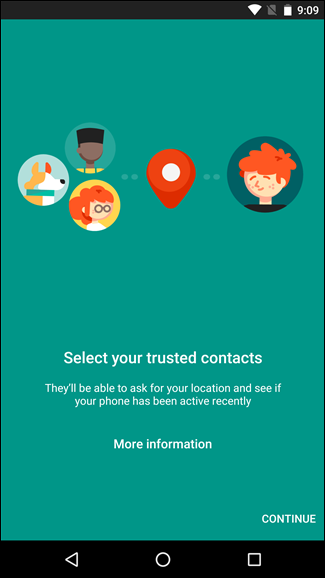 9:09
Select your trusted contacts
They'll be able to ask for your location and see if
your phone has been active recently
More information
CONTINUE